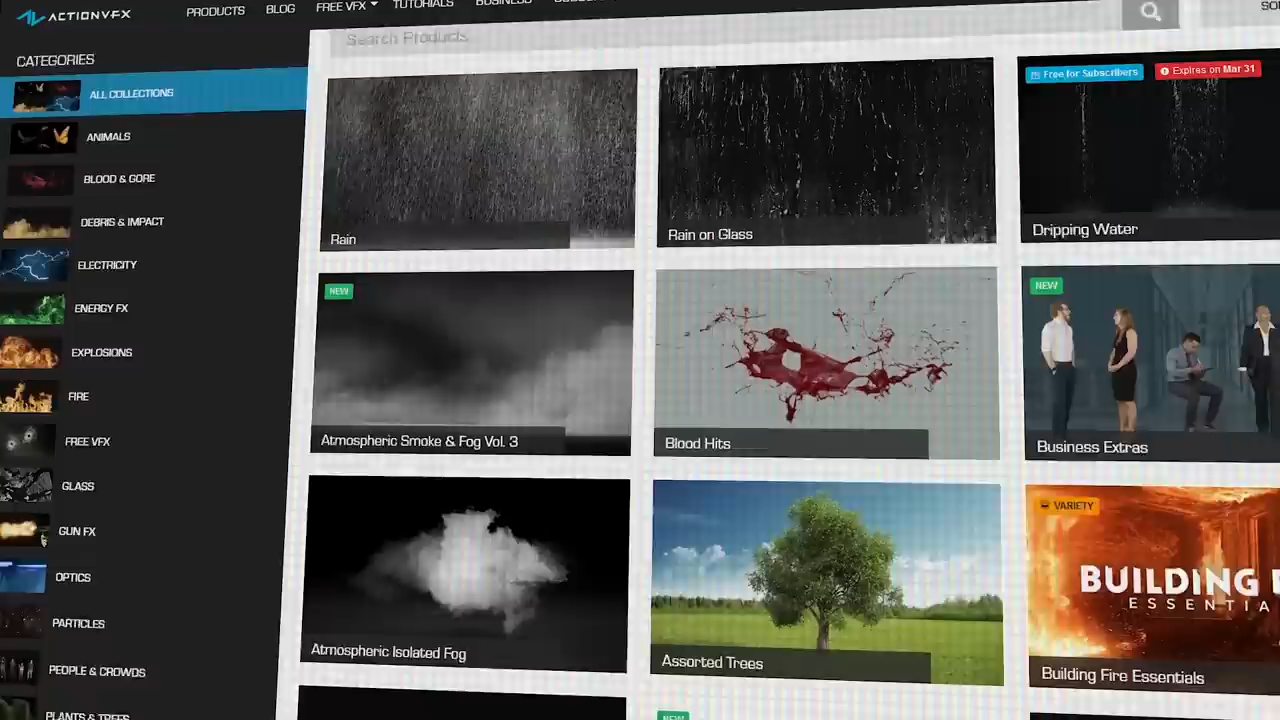 ACTIONVFX
PRODUCTS
BLOG
FREE VFX
TUTORIALS
BUSINESS
Search Products
CATEGORIES
ALL COLLECTIONS
ANIMALS
BLOOD & GORE
DEBRIS & IMPACT
ELECTRICITY
ENERGY FX
EXPLOSIONS
FIRE
FREE VFX
GLASS
GUN FX
OPTICS
PARTICLES
PEOPLE & CROWDS
PLANTS & TREES
Rain
Rain on Glass
Free for Subscribers
Expires on Mar 31
Dripping Water
NEW
Atmospheric Smoke & Fog Vol. 3
Blood Hits
NEW
Business Extras
Atmospheric Isolated Fog
Assorted Trees
VARIETY
BUILDING
ESSENTIA
Building Fire Essentials
NEW